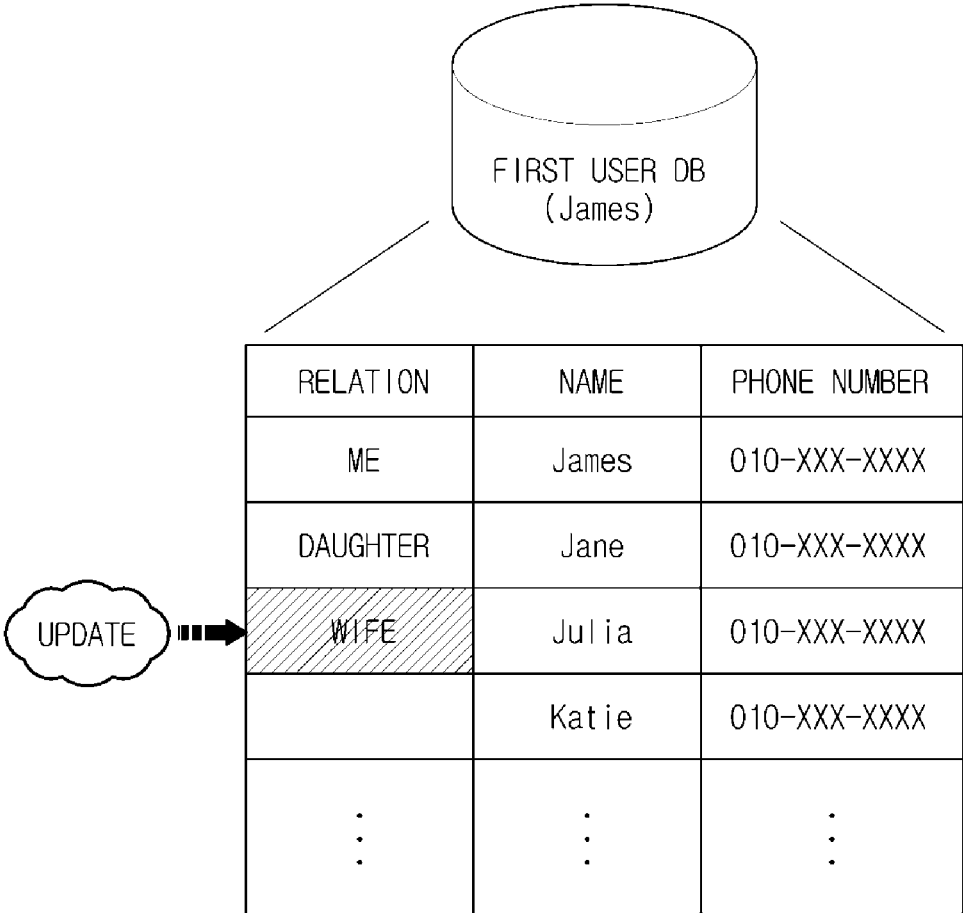 FIRST USER DB
(James)
RELATION NAME PHONE NUMBER
ME James 010-XXX-XXXX
DAUGHTER Jane 010-XXX-XXXX
UPDATE WIFE Julia 010-XXX-XXXX
Katie 010-XXX-XXXX